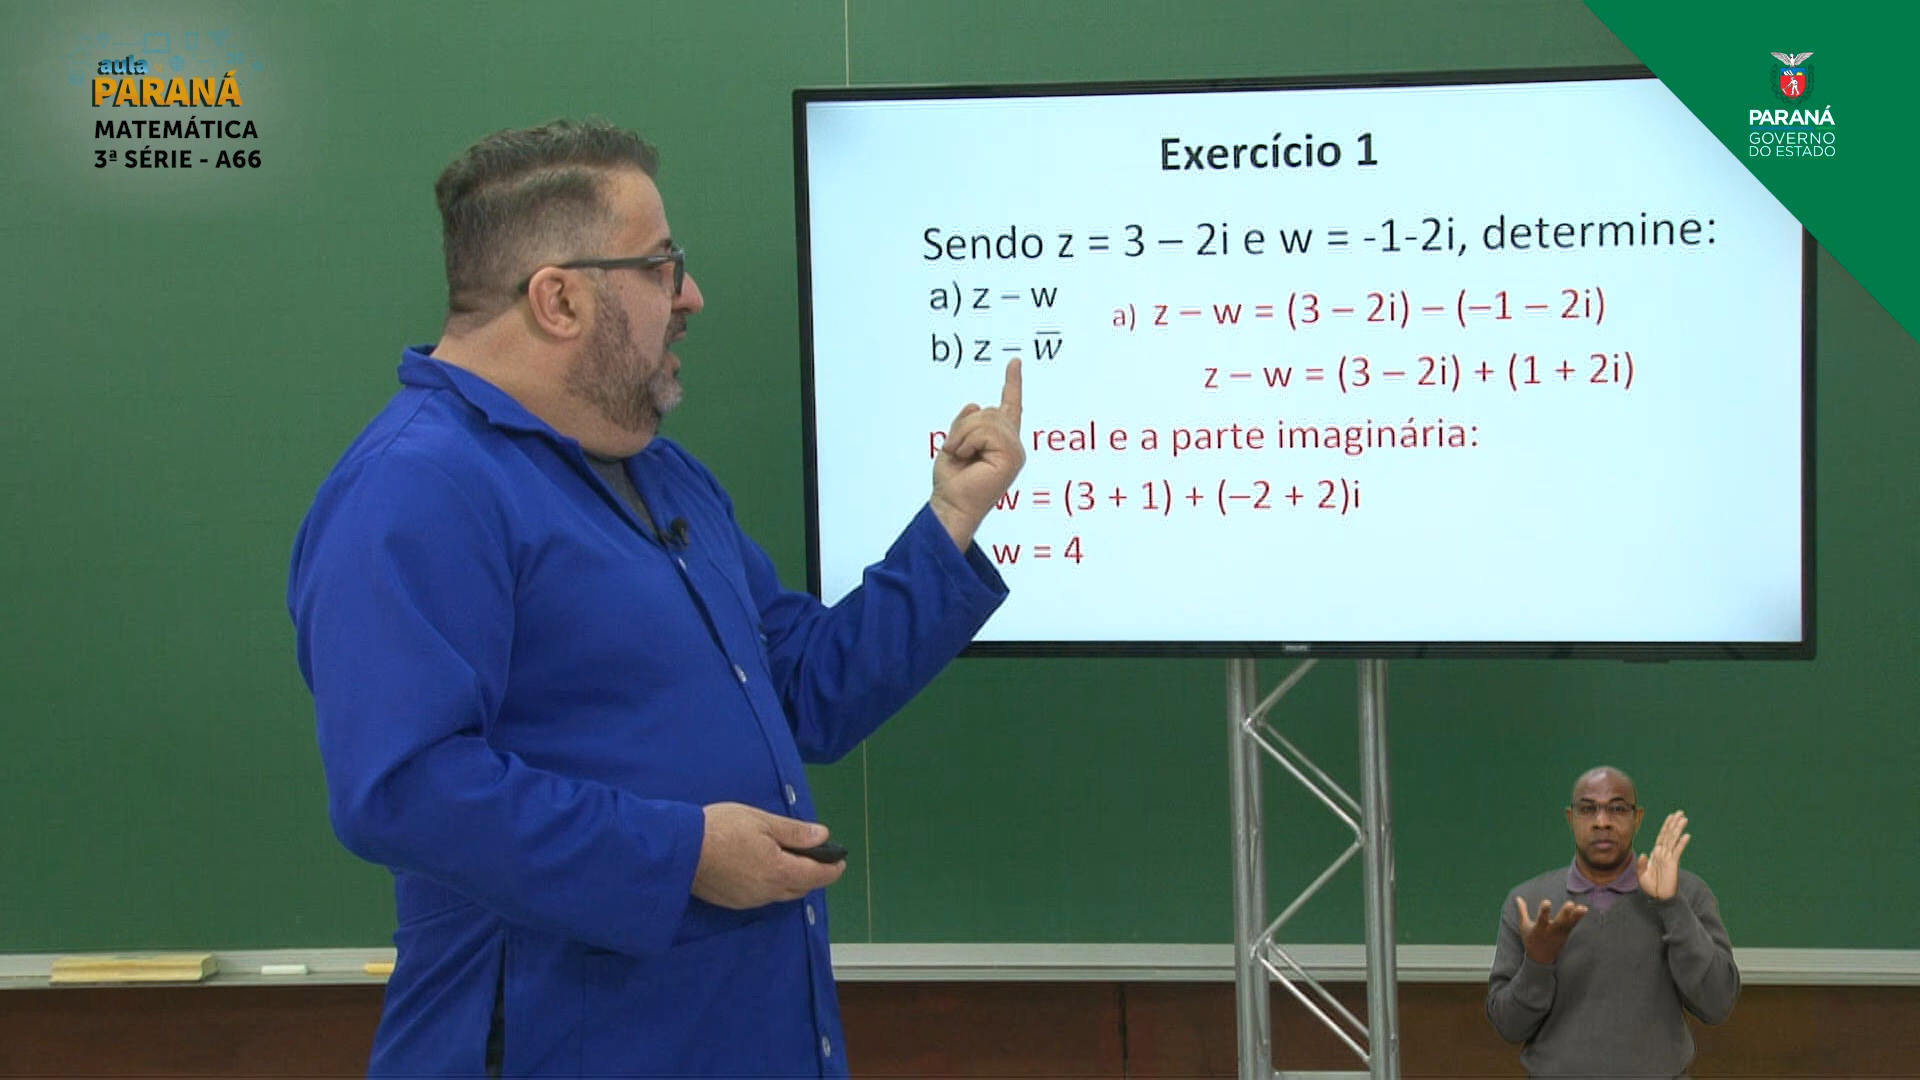 aula
PARANÁ
MATEMÁTICA
3ª SÉRIE - A66
PARANÁ
GOVERNO
DO ESTADO
Exercício 1
Sendo z = 3 – 2i e w = -1-2i, determine:
a) z – w
a) z – w = (3 – 2i) – (–1 – 2i)
b) z – w̅
z – w = (3 – 2i) + (1 + 2i)
real e a parte imaginária:
w = (3 + 1) + (–2 + 2)i
w = 4